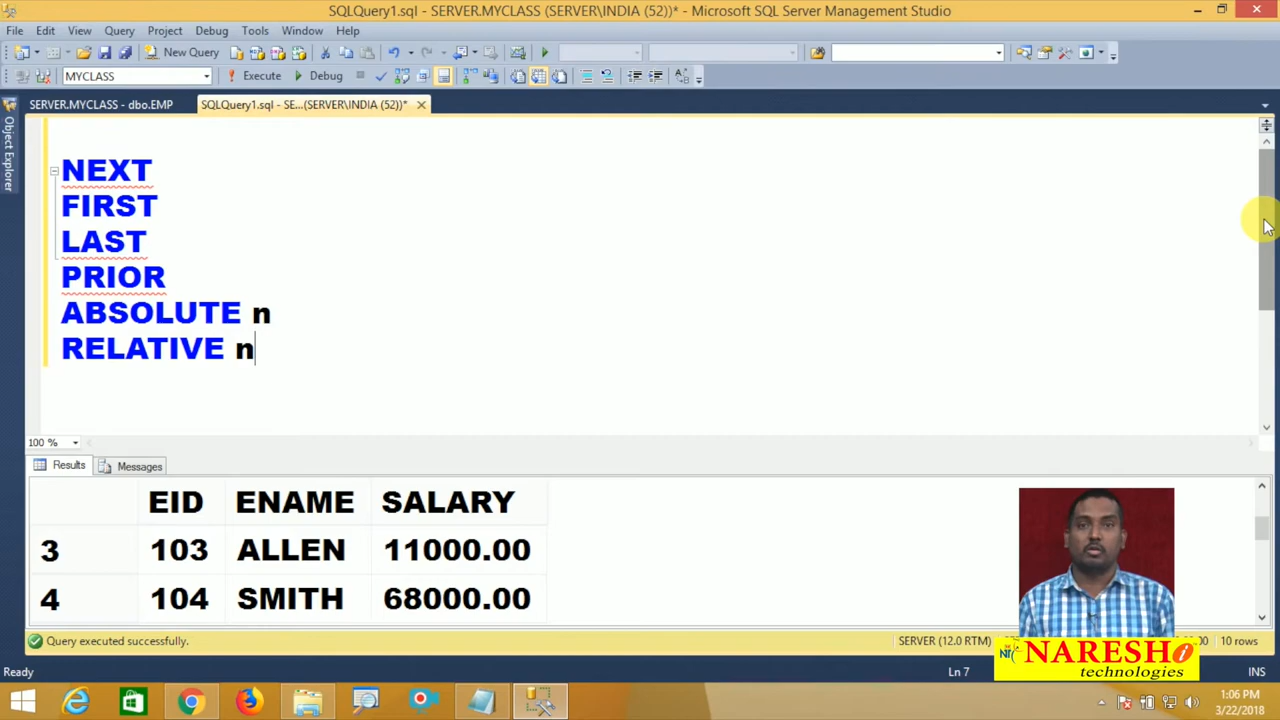 SQLQuery1.sql - SERVER.MYCLASS (SERVER\INDIA (52))* - Microsoft SQL Server Management Studio
File Edit View Query Project Debug Tools Window Help
New Query
MYCLASS Execute Debug
SERVER.MYCLASS - dbo.EMP SQLQuery1.sql - SE...(SERVER\INDIA (52))*
Object Explorer
NEXT
FIRST
LAST
PRIOR
ABSOLUTE n
RELATIVE n
100 %
Results Messages
EID ENAME SALARY
3 103 ALLEN 11000.00
4 104 SMITH 68000.00
Query executed successfully. SERVER (12.0 RTM) 10 rows
NARESH i
technologies
Ready Ln 7 INS
1:06 PM
3/22/2018